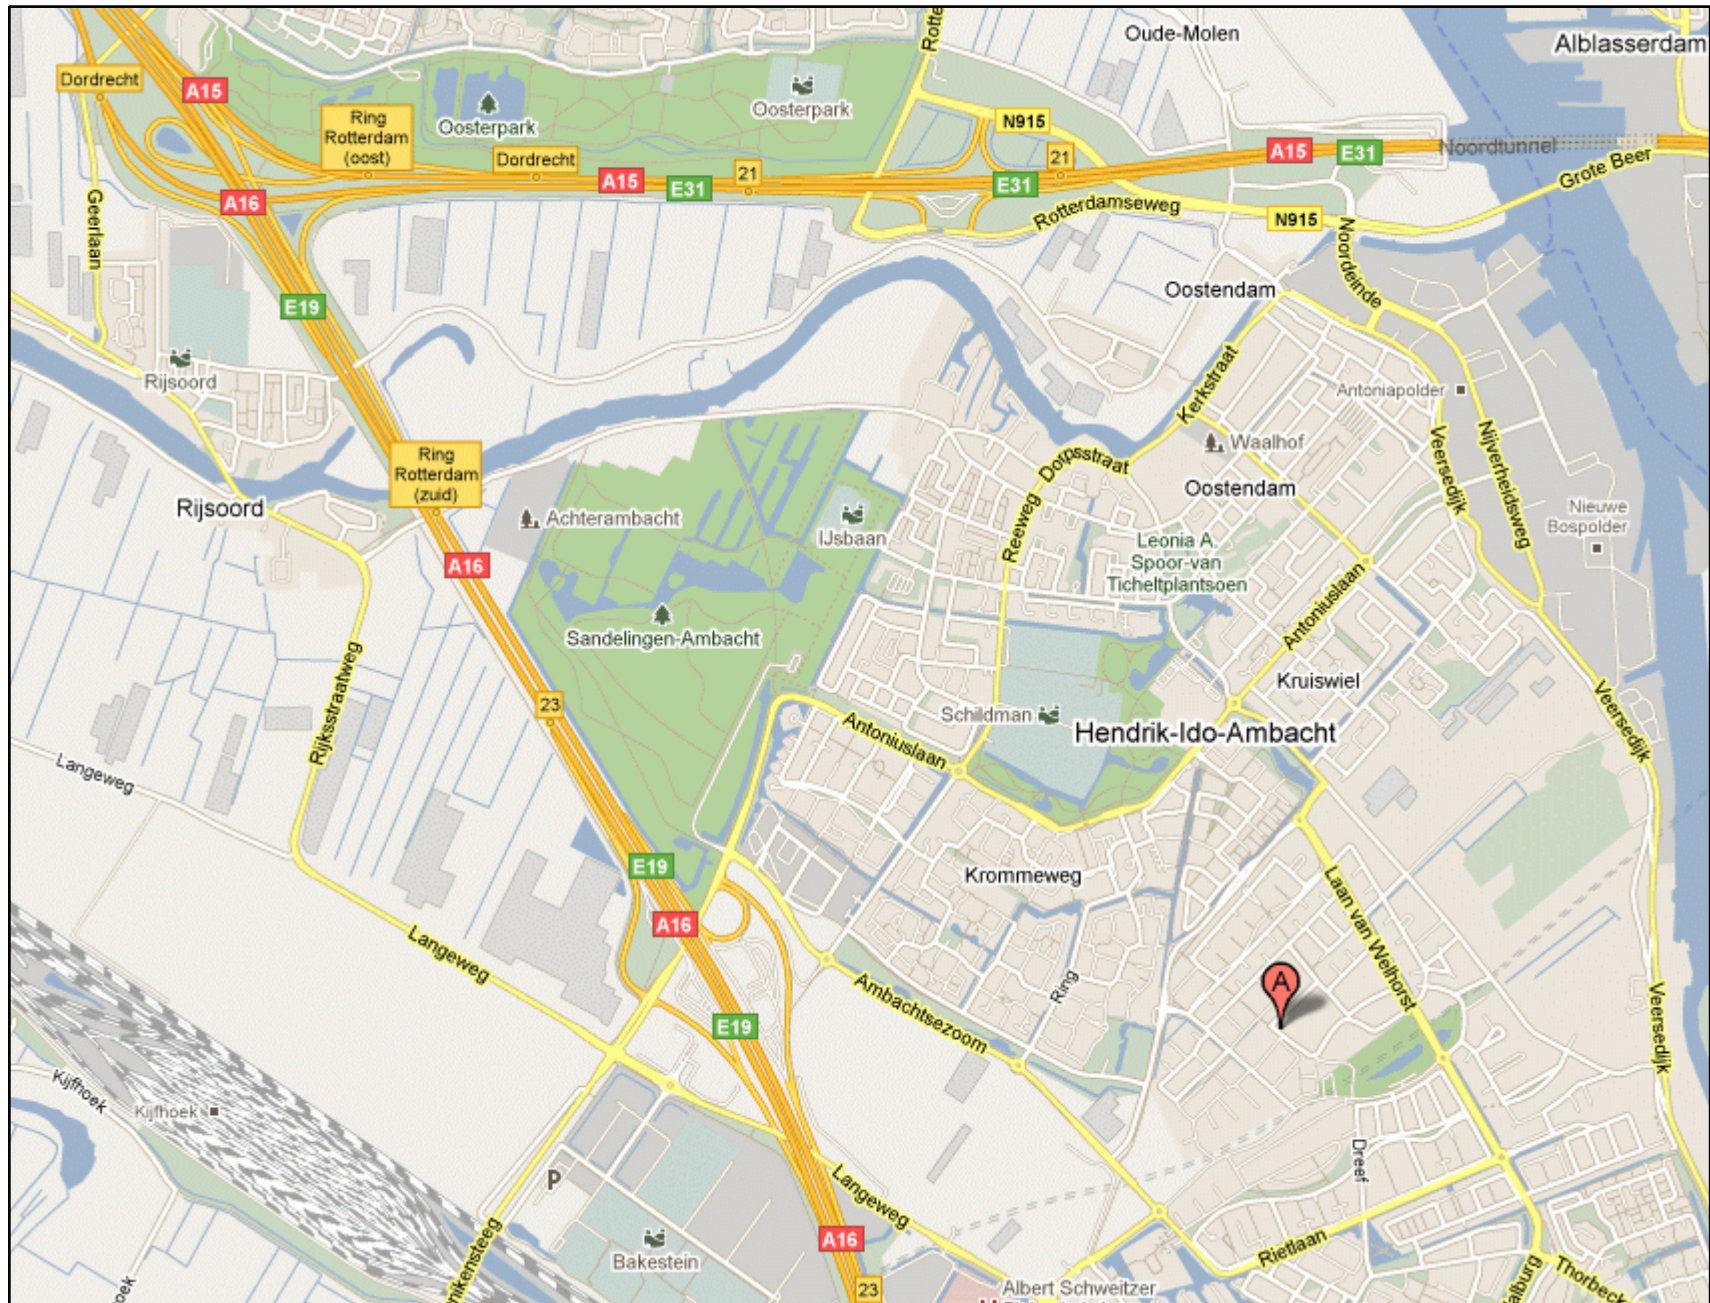 Oude-Molen
Alblasserdam
Rotte
Dordrecht
A15
Ring
Rotterdam
(oost)
Oosterpark
Oosterpark
N915
Dordrecht
A15
E31
21
E31
21
A15
E31
Noordtunnel
Grote Beer
A16
Geerlaan
Rotterdamseweg
N915
Noordeinde
E19
Oostendam
Rijsoord
Kerkstraat
Antoniapolder
Waalhof
Veersedijk
Nijverheidsweg
Ring
Rotterdam
(zuid)
Dorpsstraat
Oostendam
Rijsoord
Achterambacht
IJsbaan
Reeweg
Nieuwe
Bospolder
Leonia A.
Spoor-van
Ticheltplantsoen
A16
Antoniuslaan
Sandelingen-Ambacht
Kruiswiel
Rijksstraatweg
23
Schildman
Antoniuslaan
Hendrik-Ido-Ambacht
Veersedijk
Langeweg
E19
Krommeweg
Laan van Welhorst
A16
Langeweg
Ring
A
Ambachtsezoom
E19
Veersedijk
Kijfhoek
Kijfhoek
P
Dreef
Langeweg
A16
Bakestein
Rietlaan
nikensteeg
hoek
23
Albert Schweitzer
alburg
Thorbeck